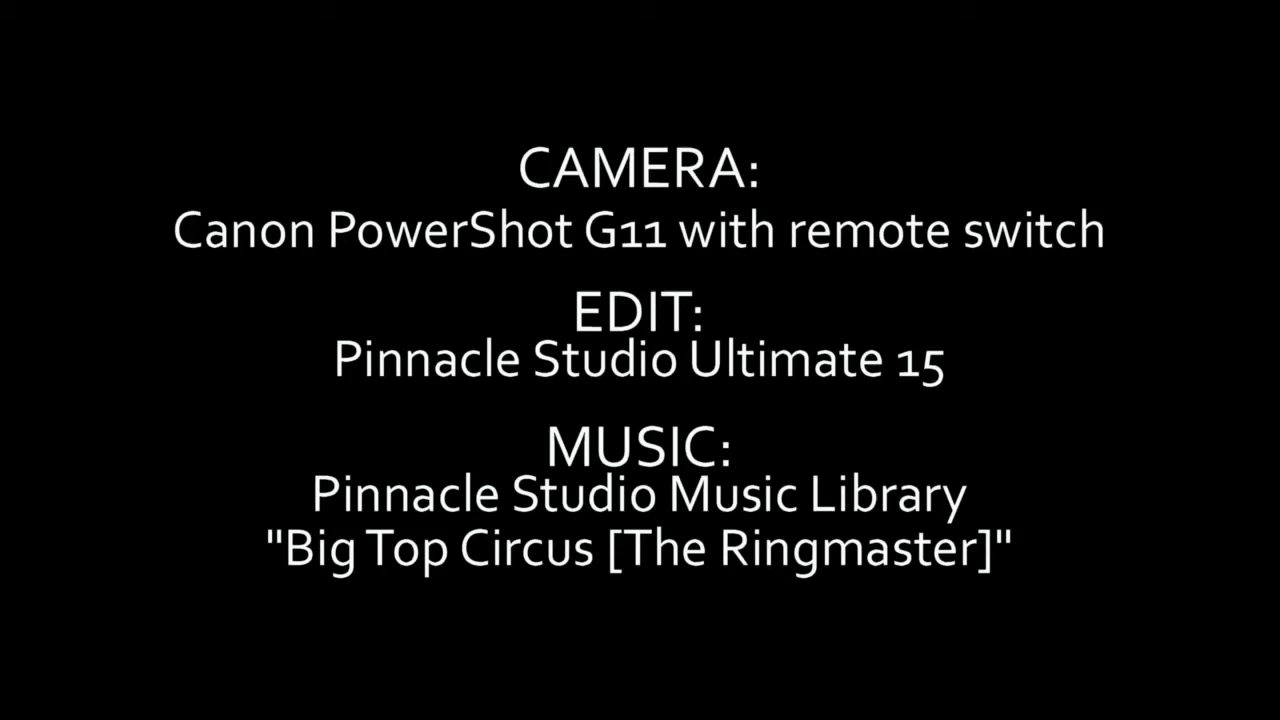 CAMERA:
Canon PowerShot G11 with remote switch
EDIT:
Pinnacle Studio Ultimate 15
MUSIC:
Pinnacle Studio Music Library
"Big Top Circus [The Ringmaster]"